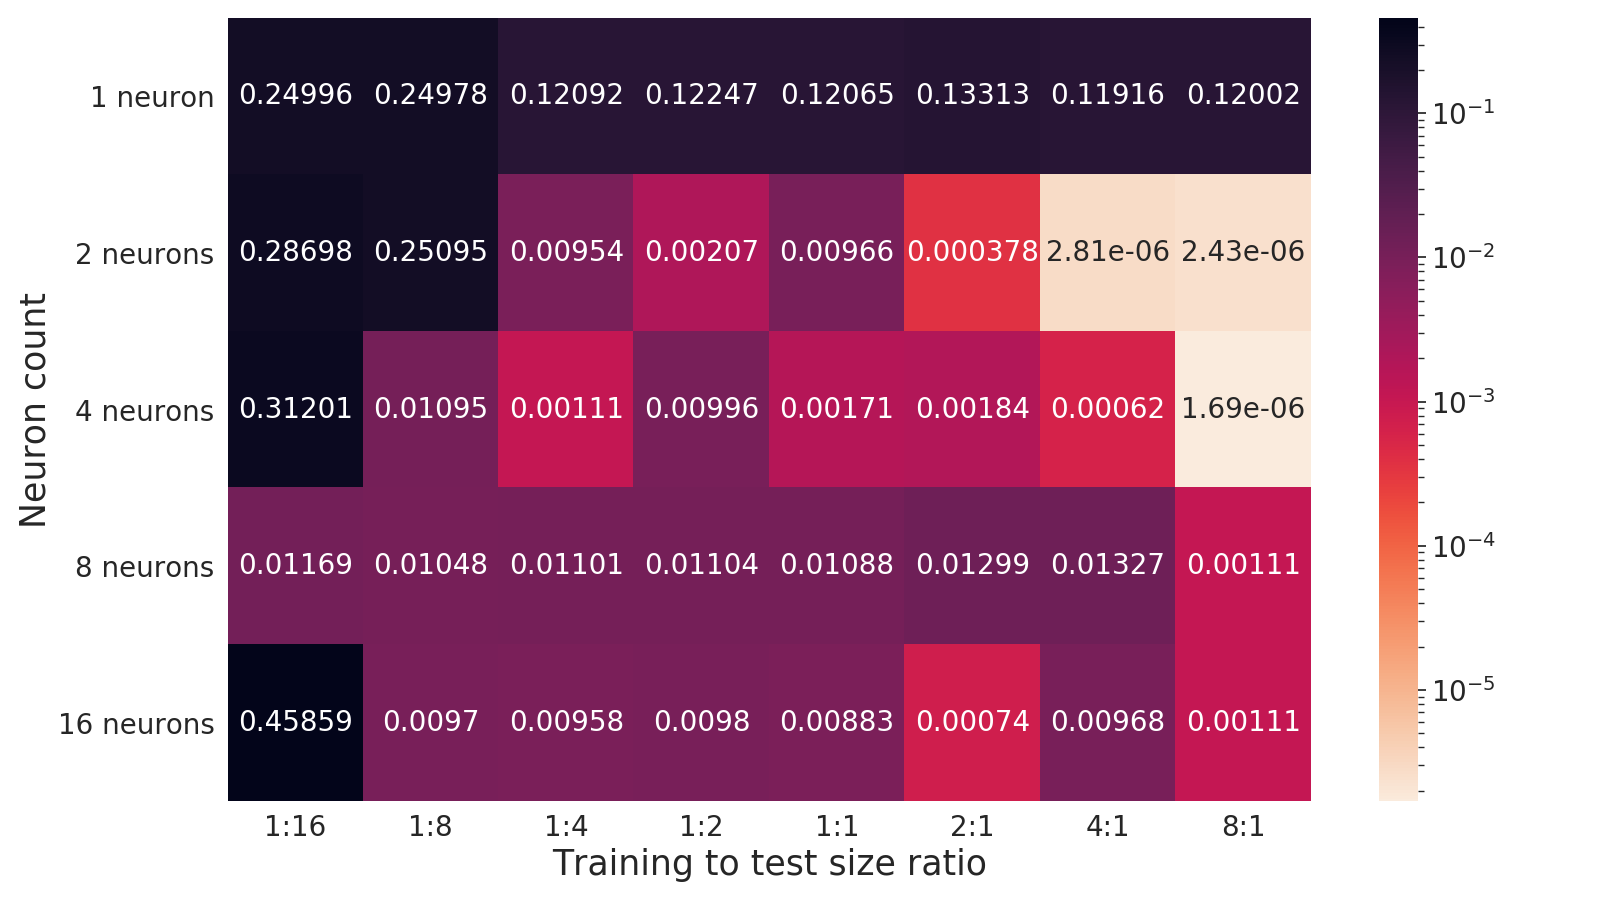 1 neuron 0.24996 0.24978 0.12092 0.12247 0.12065 0.13313 0.11916 0.12002
2 neurons 0.28698 0.25095 0.00954 0.00207 0.00966 0.000378 2.81e-06 2.43e-06
4 neurons 0.31201 0.01095 0.00111 0.00996 0.00171 0.00184 0.00062 1.69e-06
8 neurons 0.01169 0.01048 0.01101 0.01104 0.01088 0.01299 0.01327 0.00111
16 neurons 0.45859 0.0097 0.00958 0.0098 0.00883 0.00074 0.00968 0.00111
1:16 1:8 1:4 1:2 1:1 2:1 4:1 8:1
Training to test size ratio
Neuron count
10⁻¹
10⁻²
10⁻³
10⁻⁴
10⁻⁵